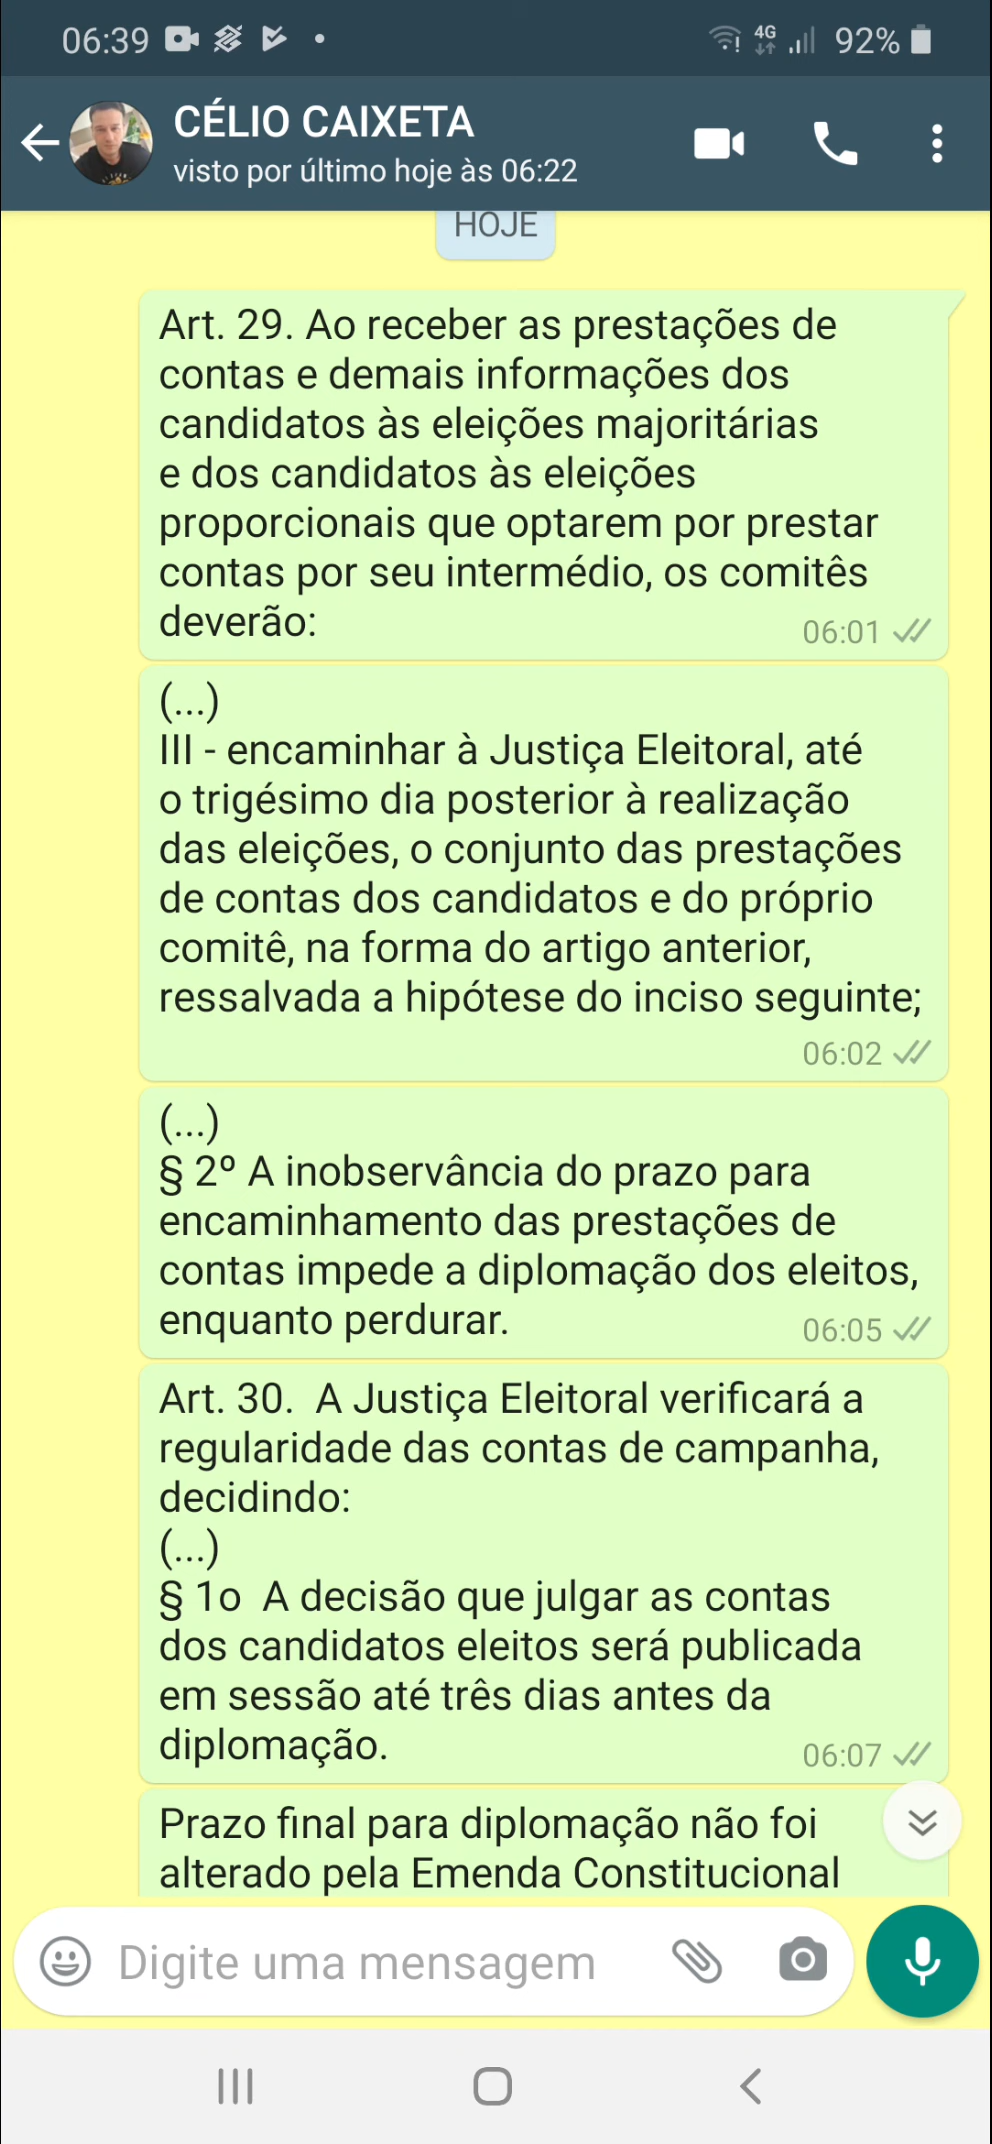 06:39
4G
92%
CÉLIO CAIXETA
visto por último hoje às 06:22
HOJE
Art. 29. Ao receber as prestações de
contas e demais informações dos
candidatos às eleições majoritárias
e dos candidatos às eleições
proporcionais que optarem por prestar
contas por seu intermédio, os comitês
deverão:
06:01
(...)
III - encaminhar à Justiça Eleitoral, até
o trigésimo dia posterior à realização
das eleições, o conjunto das prestações
de contas dos candidatos e do próprio
comitê, na forma do artigo anterior,
ressalvada a hipótese do inciso seguinte;
06:02
(...)
§ 2º A inobservância do prazo para
encaminhamento das prestações de
contas impede a diplomação dos eleitos,
enquanto perdurar.
06:05
Art. 30.  A Justiça Eleitoral verificará a
regularidade das contas de campanha,
decidindo:
(...)
§ 1o  A decisão que julgar as contas
dos candidatos eleitos será publicada
em sessão até três dias antes da
diplomação.
06:07
Prazo final para diplomação não foi
alterado pela Emenda Constitucional
Digite uma mensagem